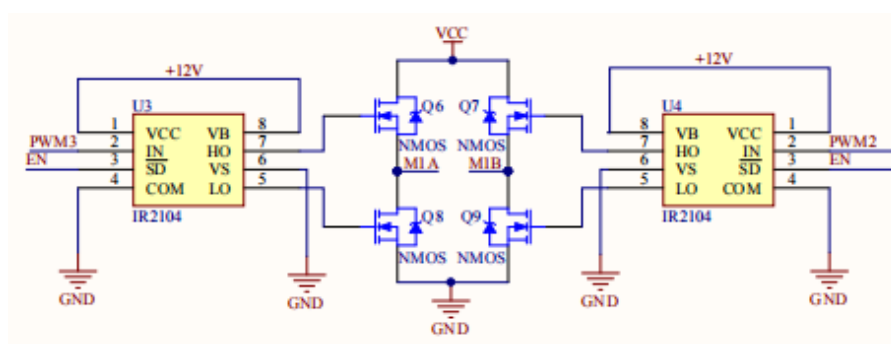 VCC
+12V
+12V
U3
Q6
Q7
U4
1
VCC
VB
8
8
VB
VCC
1
PWM3
2
IN
HO
7
NMOS
NMOS
7
HO
IN
2
PWM2
EN
3
SD
VS
6
M1A
M1B
6
VS
SD
3
EN
4
COM
LO
5
5
LO
COM
4
IR2104
Q8
Q9
IR2104
NMOS
NMOS
GND
GND
GND
GND
GND